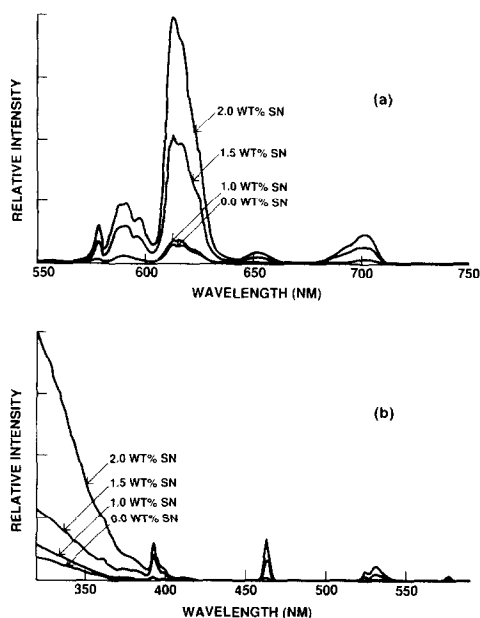 RELATIVE INTENSITY
(a)
2.0 WT% SN
1.5 WT% SN
1.0 WT% SN
0.0 WT% SN
550
600
650
700
750
WAVELENGTH (NM)
RELATIVE INTENSITY
(b)
2.0 WT% SN
1.5 WT% SN
1.0 WT% SN
0.0 WT% SN
350
400
450
500
550
WAVELENGTH (NM)